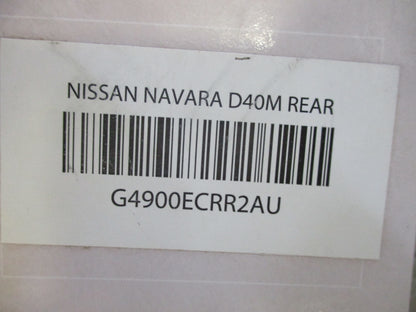 NISSAN NAVARA D40M REAR
G4900ECRR2AU